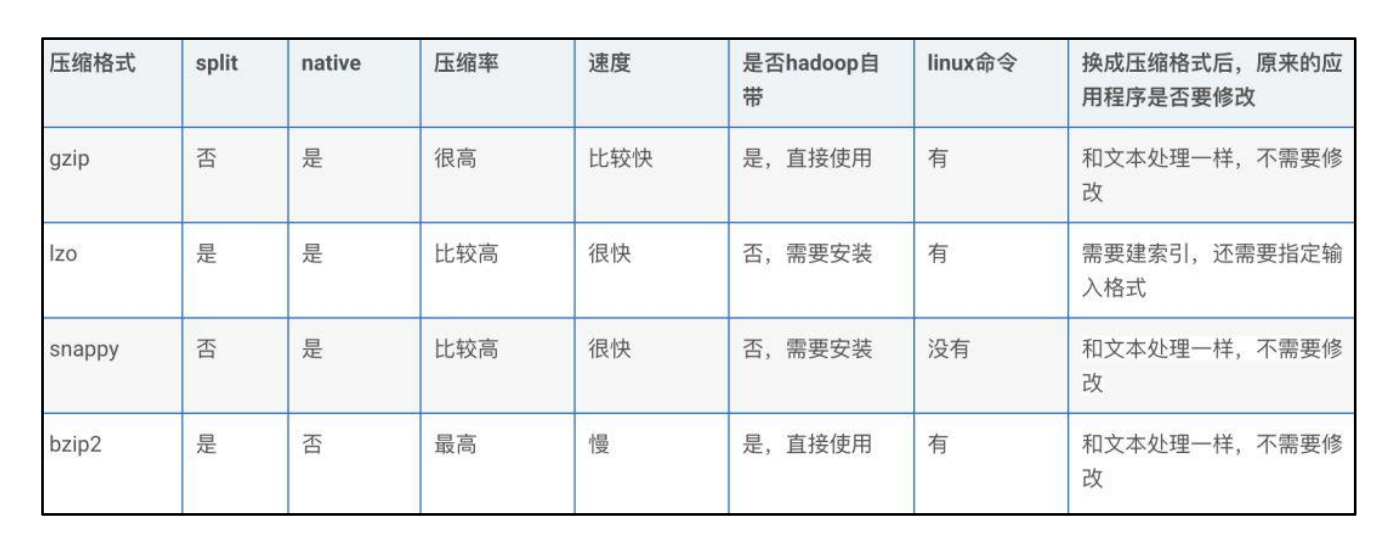 压缩格式 split native 压缩率 速度 是否hadoop自带 linux命令 换成压缩格式后，原来的应用程序是否要修改
gzip 否 是 很高 比较快 是，直接使用 有 和文本处理一样，不需要修改
lzo 是 是 比较高 很快 否，需要安装 有 需要建索引，还需要指定输入格式
snappy 否 是 比较高 很快 否，需要安装 没有 和文本处理一样，不需要修改
bzip2 是 否 最高 慢 是，直接使用 有 和文本处理一样，不需要修改